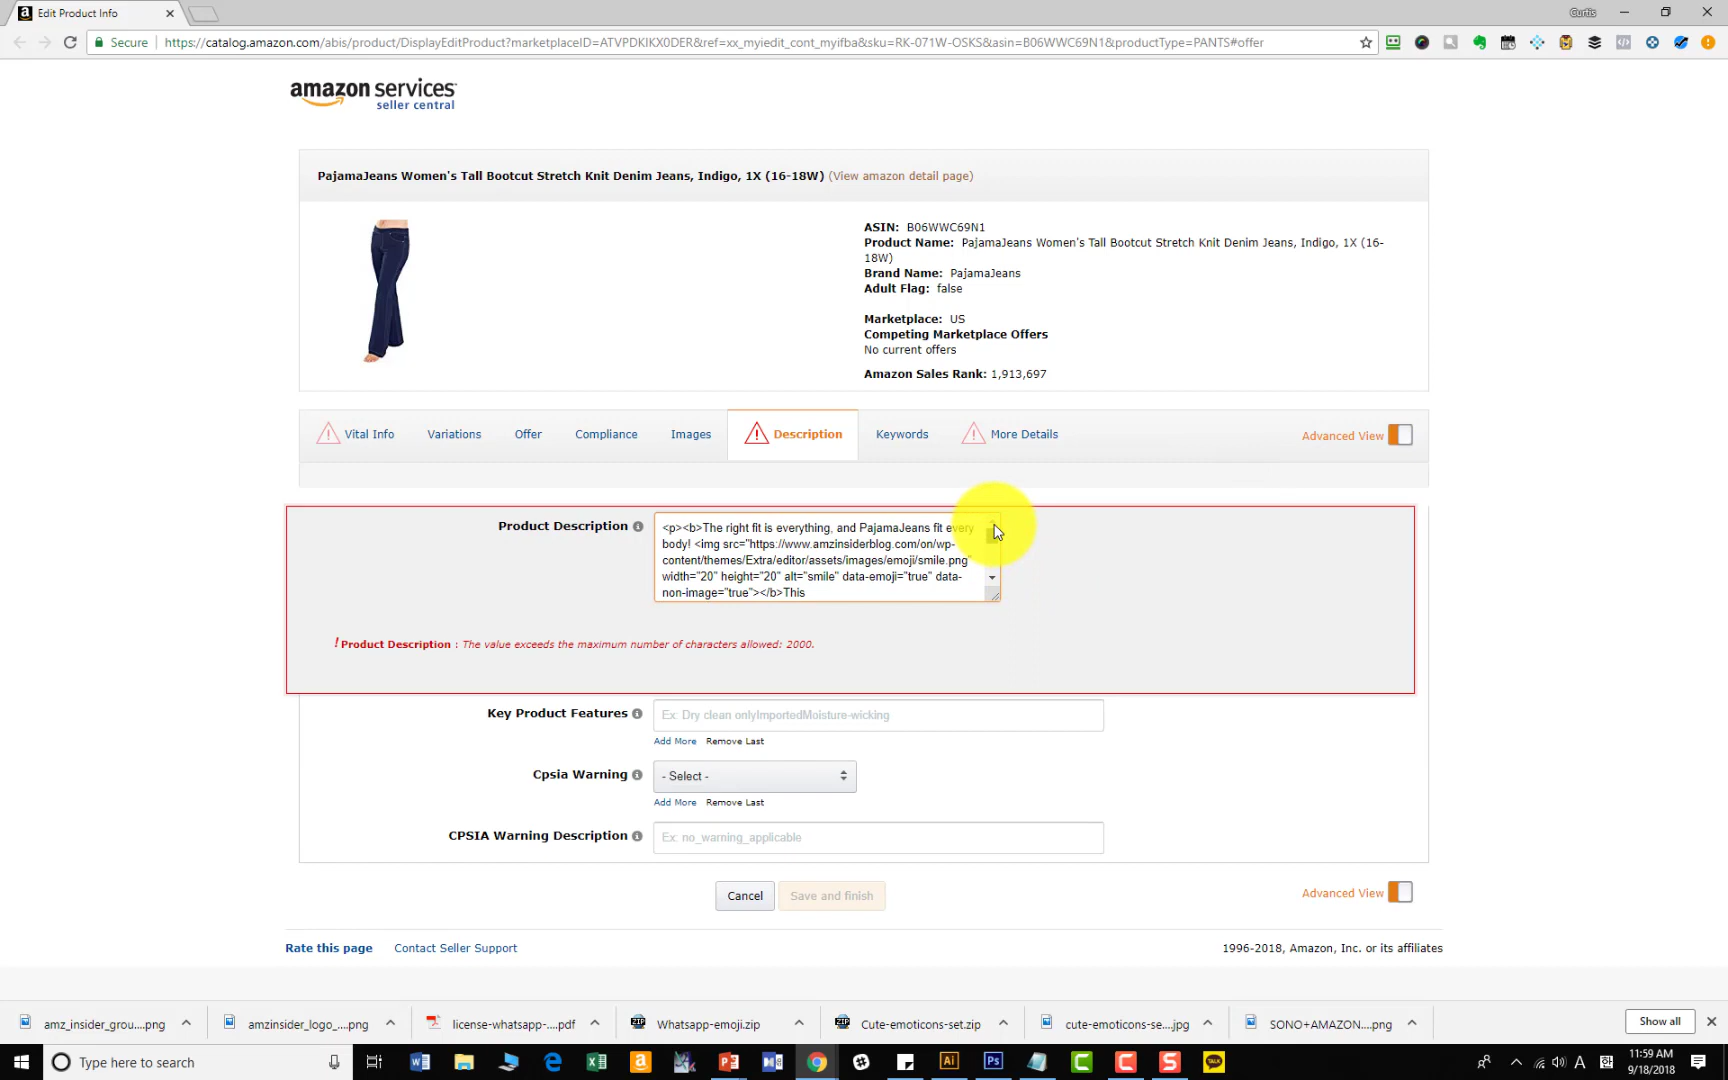 Edit Product Info
Curtis
Secure https://catalog.amazon.com/abis/product/DisplayEditProduct?marketplaceID=ATVPDKIKX0DER&ref=xx_myiedit_cont_myifba&sku=RK-071W-OSKS&asin=B06WWC69N1&productType=PANTS#offer
amazon services
seller central
PajamaJeans Women's Tall Bootcut Stretch Knit Denim Jeans, Indigo, 1X (16-18W) (View amazon detail page)
ASIN: B06WWC69N1
Product Name: PajamaJeans Women's Tall Bootcut Stretch Knit Denim Jeans, Indigo, 1X (16-
18W)
Brand Name: PajamaJeans
Adult Flag: false
Marketplace: US
Competing Marketplace Offers
No current offers
Amazon Sales Rank: 1,913,697
Vital Info Variations Offer Compliance Images Description Keywords More Details Advanced View
Product Description
<p><b>The right fit is everything, and PajamaJeans fit every
body! <img src="https://www.amzinsiderblog.com/on/wp-
content/themes/Extra/editor/assets/images/emoji/smile.png"
width="20" height="20" alt="smile" data-emoji="true" data-
non-image="true"></b>This
! Product Description : The value exceeds the maximum number of characters allowed: 2000.
Key Product Features Ex: Dry clean onlyImportedMoisture-wicking
Add More Remove Last
Cpsia Warning - Select -
Add More Remove Last
CPSIA Warning Description Ex: no_warning_applicable
Cancel Save and finish Advanced View
Rate this page Contact Seller Support 1996-2018, Amazon, Inc. or its affiliates
amz_insider_grou....png amzinsider_logo_....png license-whatsapp-....pdf Whatsapp-emoji.zip Cute-emoticons-set.zip cute-emoticons-se....jpg SONO+AMAZON....png Show all
Type here to search
11:59 AM
9/18/2018